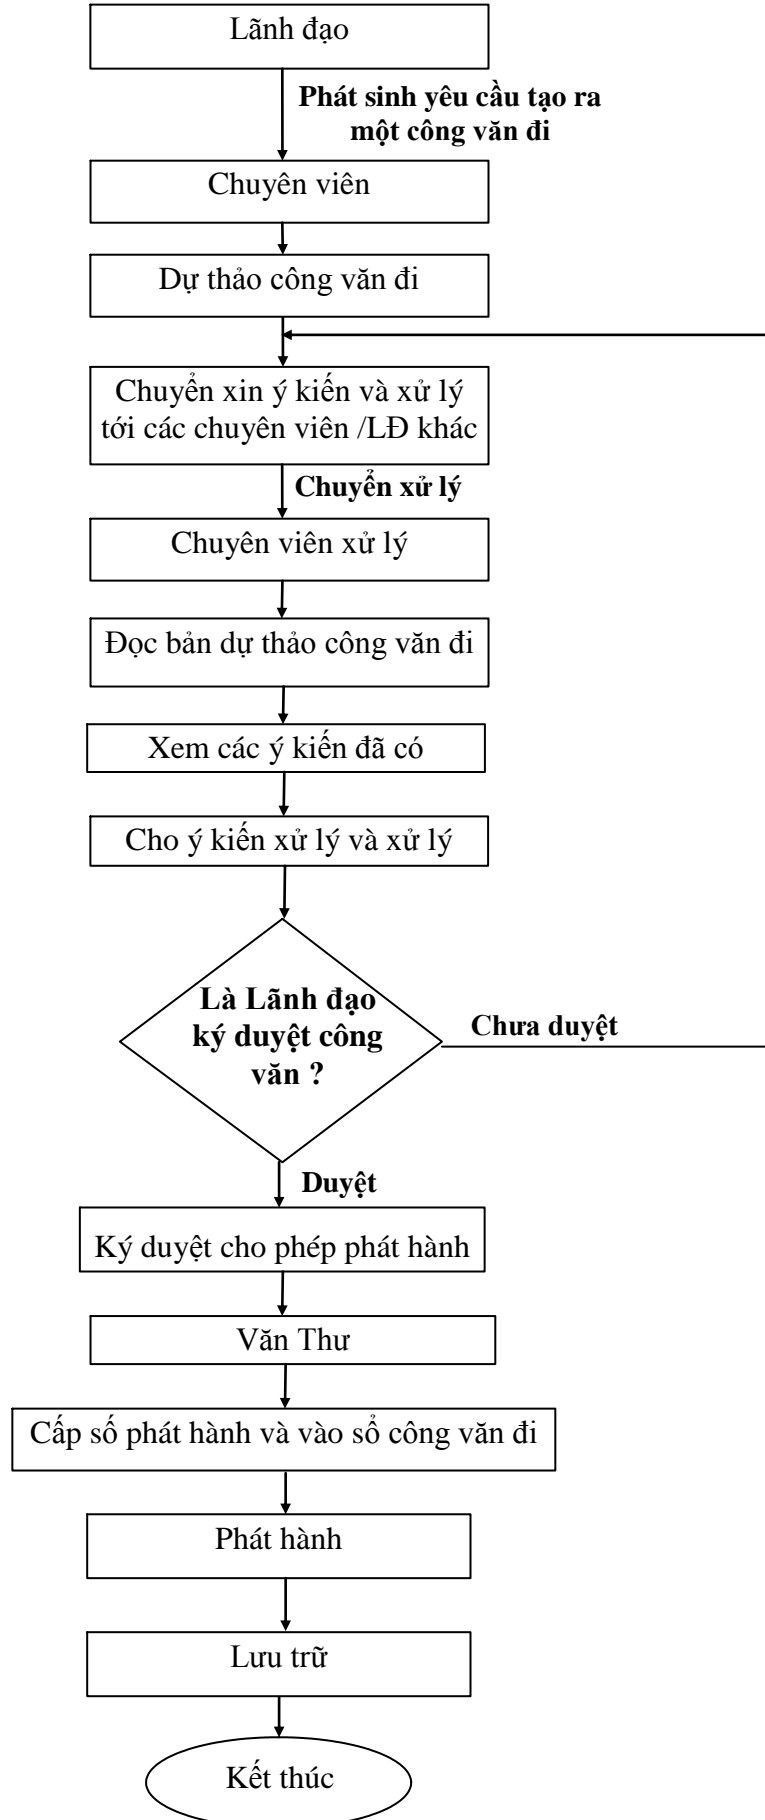 Lãnh đạo
Phát sinh yêu cầu tạo ra
một công văn đi
Chuyên viên
Dự thảo công văn đi
Chuyển xin ý kiến và xử lý
tới các chuyên viên /LĐ khác
Chuyển xử lý
Chuyên viên xử lý
Đọc bản dự thảo công văn đi
Xem các ý kiến đã có
Cho ý kiến xử lý và xử lý
Là Lãnh đạo
ký duyệt công
văn ?
Chưa duyệt
Duyệt
Ký duyệt cho phép phát hành
Văn Thư
Cấp số phát hành và vào sổ công văn đi
Phát hành
Lưu trữ
Kết thúc